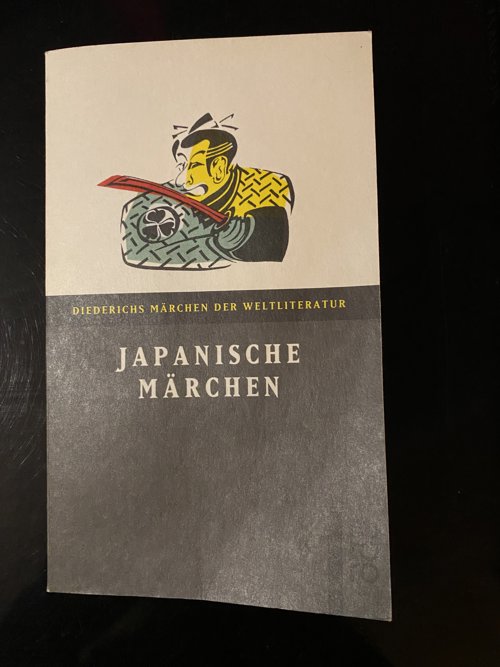 DIEDERICHS MÄRCHEN DER WELTLITERATUR
JAPANISCHE
MÄRCHEN